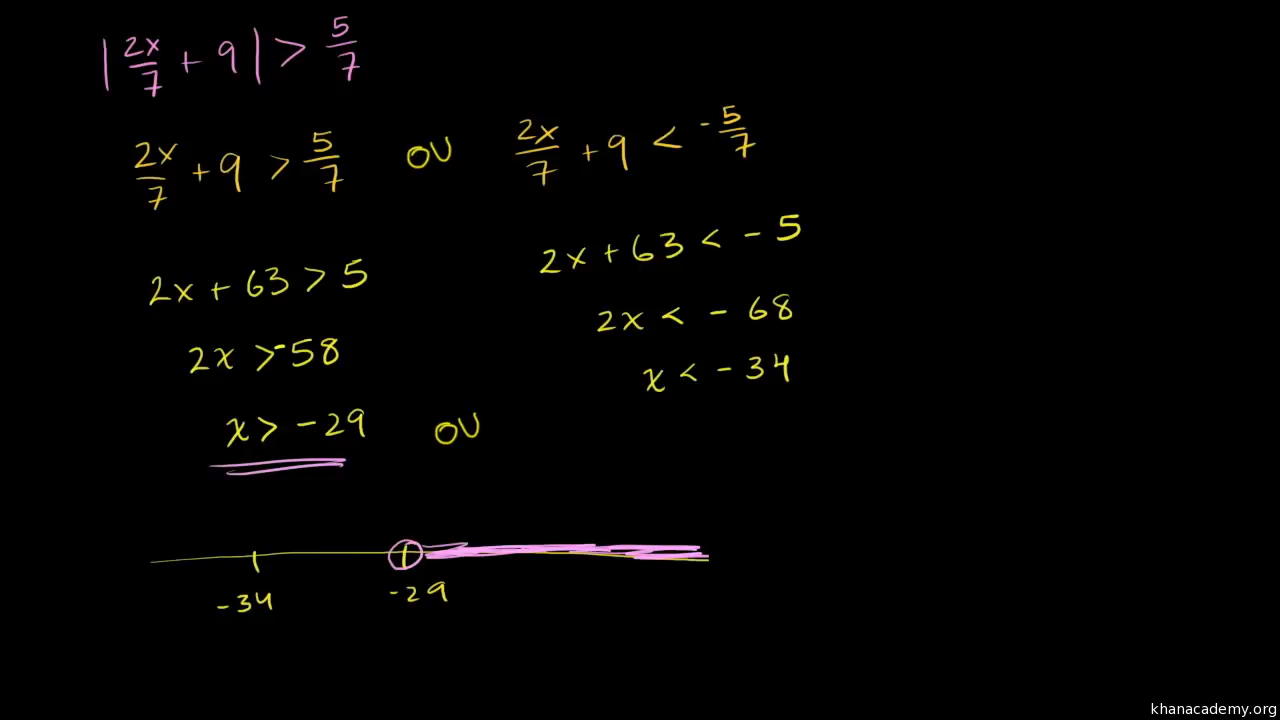 |2x/7 + 9| > 5/7
2x/7 + 9 > 5/7 OU 2x/7 + 9 < -5/7
2x + 63 > 5
2x + 63 < - 5
2x > -58
2x < - 68
x > -29 OU
x < - 34
-34 -29
khanacademy.org